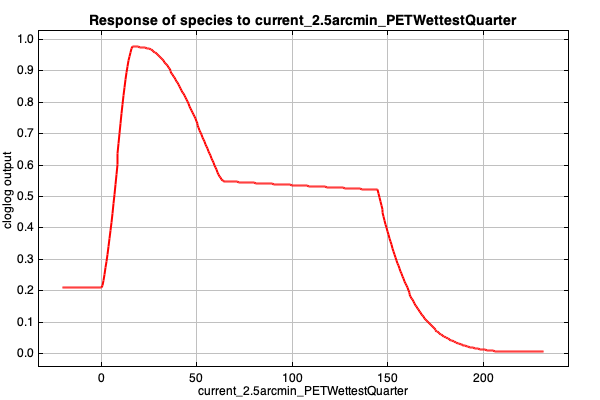 Response of species to current_2.5arcmin_PETWettestQuarter
1.0
0.9
0.8
0.7
0.6
0.5
0.4
0.3
0.2
0.1
0.0
cloglog output
0 50 100 150 200
current_2.5arcmin_PETWettestQuarter